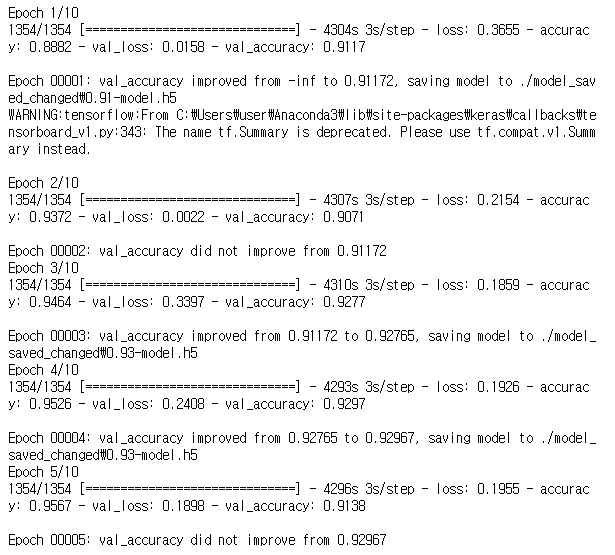 Epoch 1/10
1354/1354 [==============================] - 4304s 3s/step - loss: 0.3655 - accurac
y: 0.8882 - val_loss: 0.0158 - val_accuracy: 0.9117
Epoch 00001: val_accuracy improved from -inf to 0.91172, saving model to ./model_sav
ed_changed₩0.91-model.h5
WARNING:tensorflow:From C:₩Users₩user₩Anaconda3₩lib₩site-packages₩keras₩callbacks₩te
nsorboard_v1.py:343: The name tf.Summary is deprecated. Please use tf.compat.v1.Summ
ary instead.
Epoch 2/10
1354/1354 [==============================] - 4307s 3s/step - loss: 0.2154 - accurac
y: 0.9372 - val_loss: 0.0022 - val_accuracy: 0.9071
Epoch 00002: val_accuracy did not improve from 0.91172
Epoch 3/10
1354/1354 [==============================] - 4310s 3s/step - loss: 0.1859 - accurac
y: 0.9464 - val_loss: 0.3397 - val_accuracy: 0.9277
Epoch 00003: val_accuracy improved from 0.91172 to 0.92765, saving model to ./model_
saved_changed₩0.93-model.h5
Epoch 4/10
1354/1354 [==============================] - 4293s 3s/step - loss: 0.1926 - accurac
y: 0.9526 - val_loss: 0.2408 - val_accuracy: 0.9297
Epoch 00004: val_accuracy improved from 0.92765 to 0.92967, saving model to ./model_
saved_changed₩0.93-model.h5
Epoch 5/10
1354/1354 [==============================] - 4296s 3s/step - loss: 0.1955 - accurac
y: 0.9567 - val_loss: 0.1898 - val_accuracy: 0.9138
Epoch 00005: val_accuracy did not improve from 0.92967